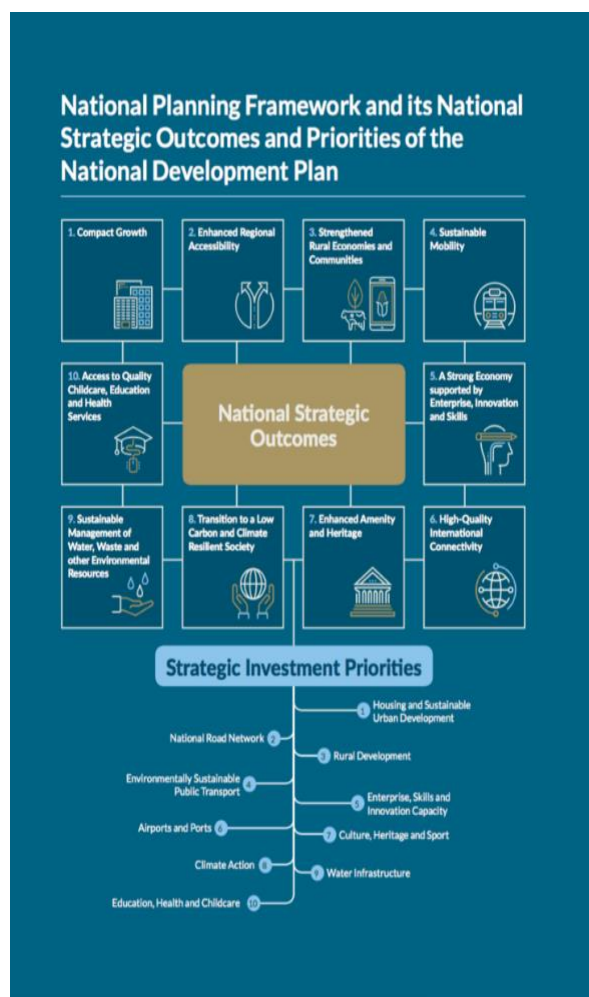 National Planning Framework and its National
Strategic Outcomes and Priorities of the
National Development Plan
1. Compact Growth
2. Enhanced Regional
Accessibility
3. Strengthened
Rural Economies and
Communities
4. Sustainable
Mobility
10. Access to Quality
Childcare, Education
and Health
Services
National Strategic
Outcomes
5. A Strong Economy
supported by
Enterprise, Innovation
and Skills
9. Sustainable
Management of
Water, Waste and
other Environmental
Resources
8. Transition to a Low
Carbon and Climate
Resilient Society
7. Enhanced Amenity
and Heritage
6. High-Quality
International
Connectivity
Strategic Investment Priorities
1 Housing and Sustainable
Urban Development
National Road Network 2
3 Rural Development
Environmentally Sustainable
Public Transport 4
5 Enterprise, Skills and
Innovation Capacity
Airports and Ports 6
7 Culture, Heritage and Sport
Climate Action 8
9 Water Infrastructure
Education, Health and Childcare 10